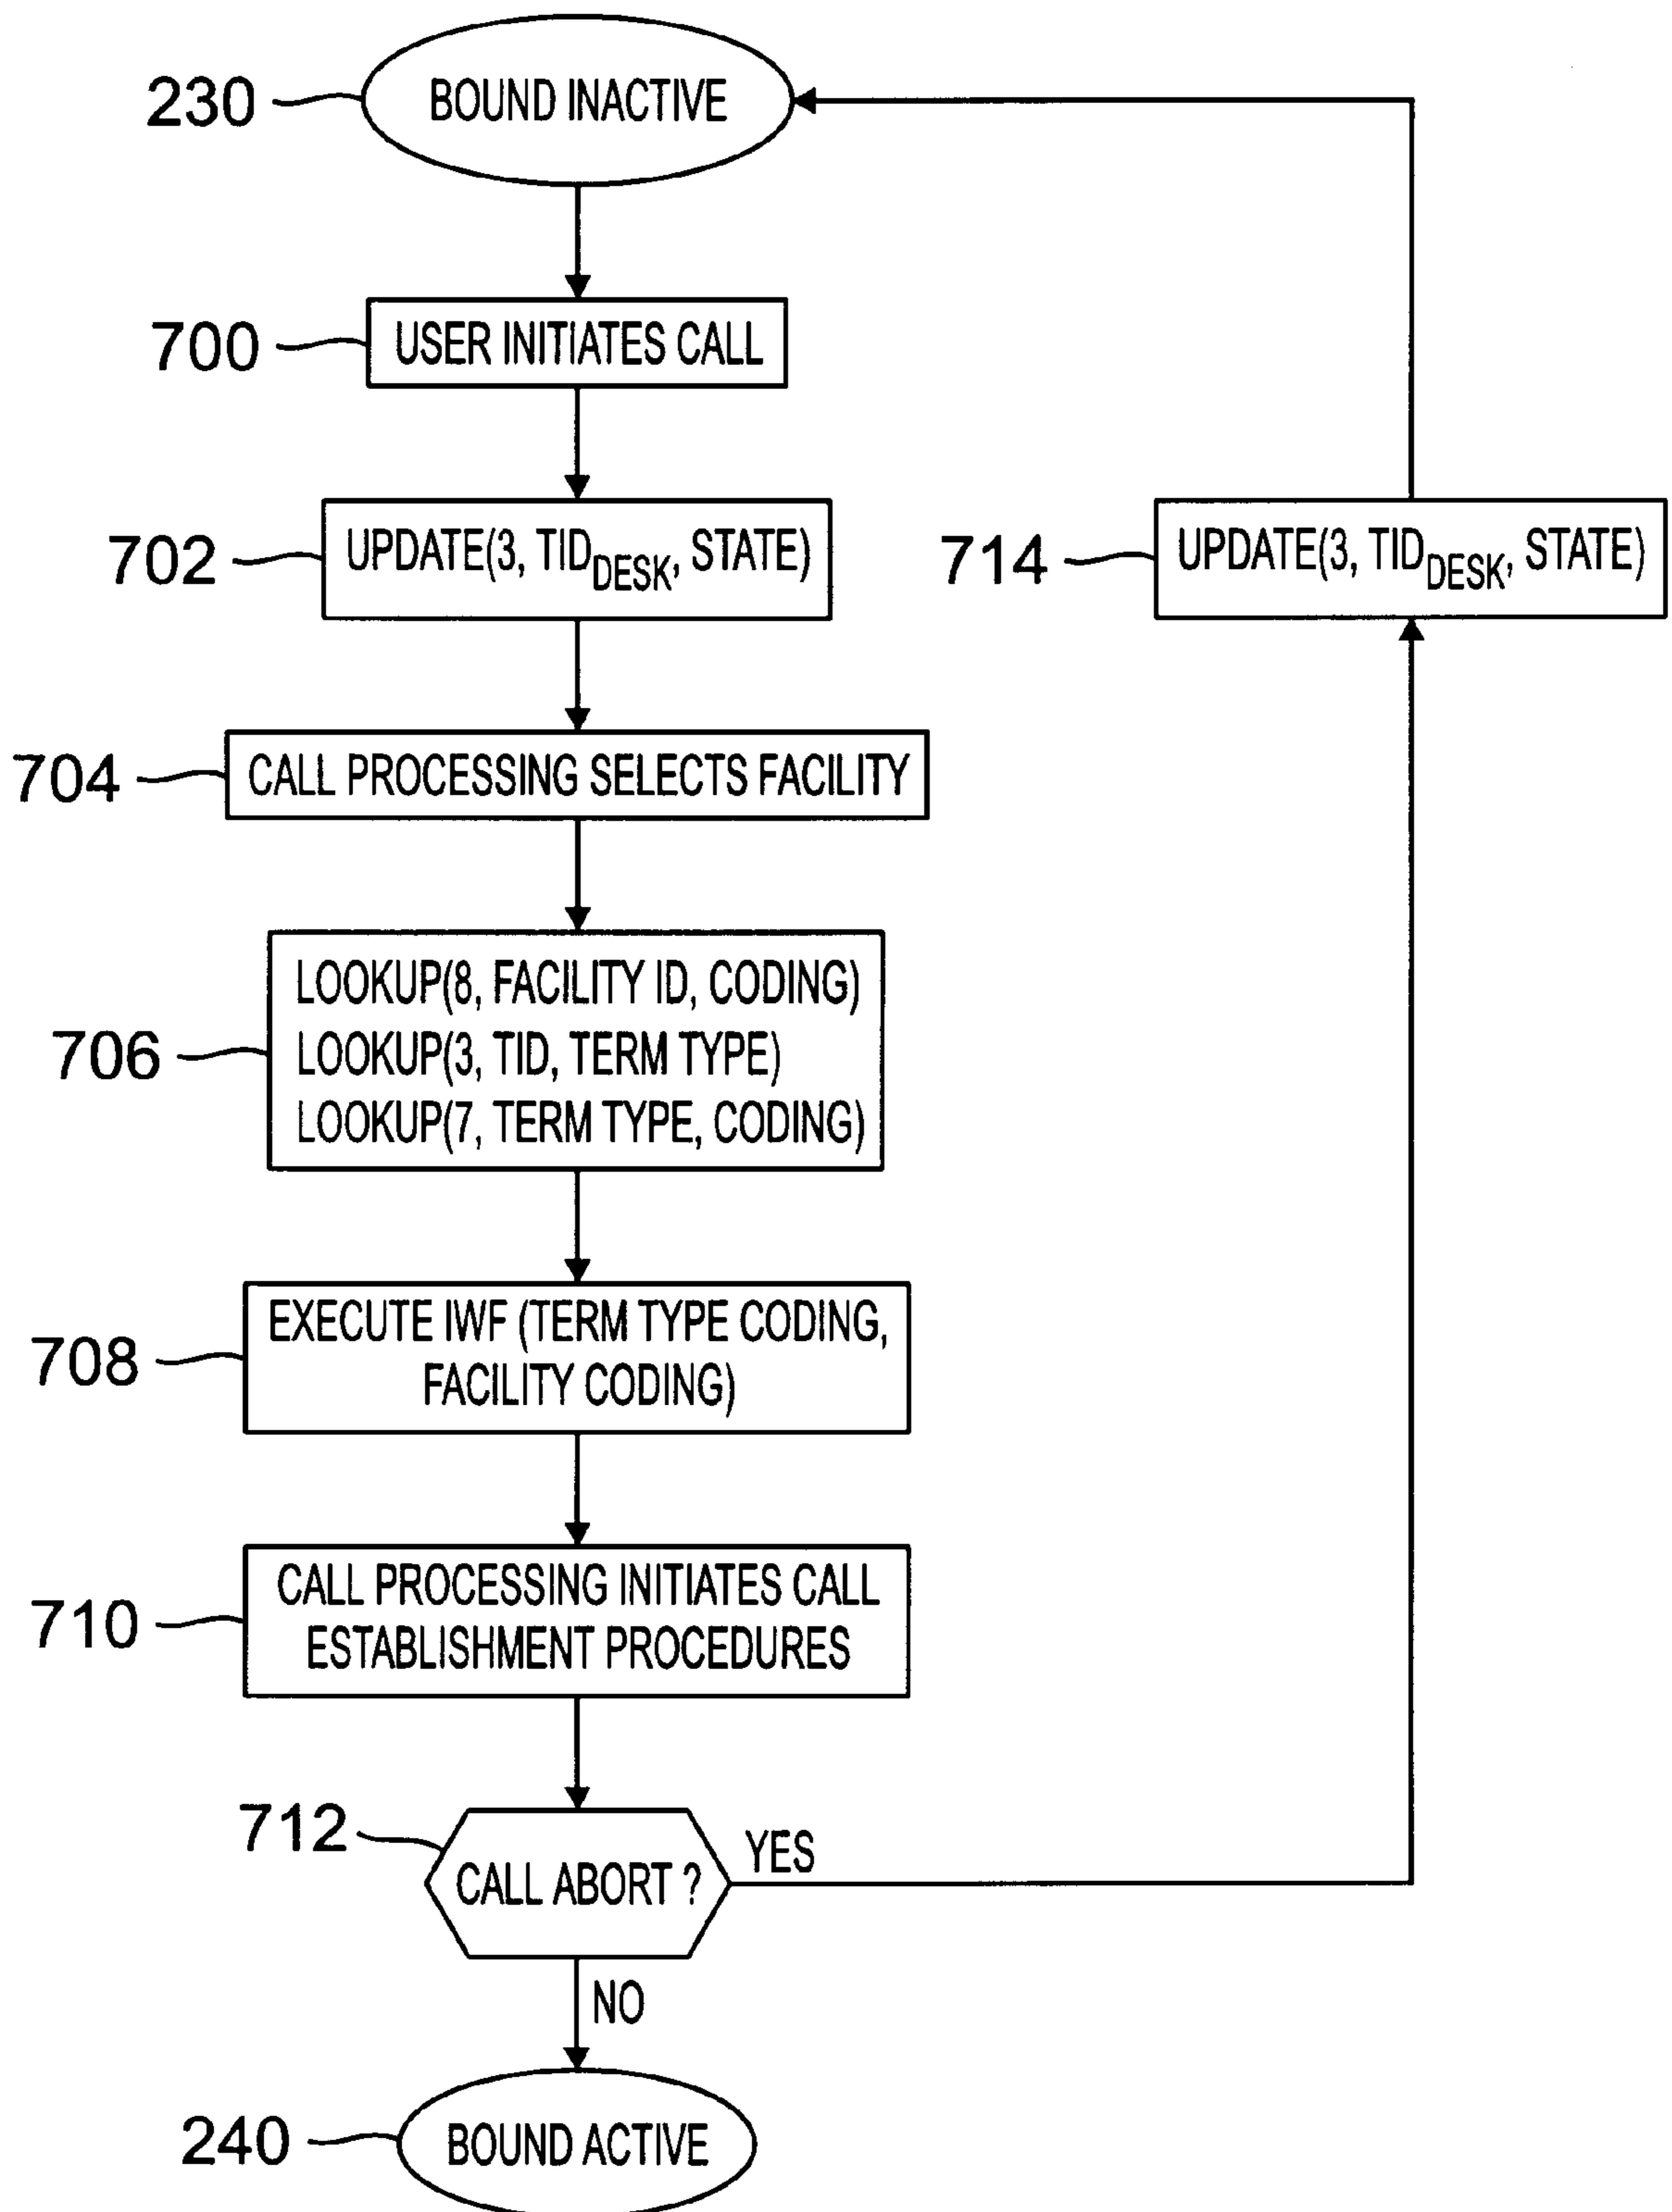 230
BOUND INACTIVE
700
USER INITIATES CALL
702
UPDATE(3, TID_DESK, STATE)
714
UPDATE(3, TID_DESK, STATE)
704
CALL PROCESSING SELECTS FACILITY
706
LOOKUP(8, FACILITY ID, CODING)
LOOKUP(3, TID, TERM TYPE)
LOOKUP(7, TERM TYPE, CODING)
708
EXECUTE IWF (TERM TYPE CODING,
FACILITY CODING)
710
CALL PROCESSING INITIATES CALL
ESTABLISHMENT PROCEDURES
712
CALL ABORT ?
YES
NO
240
BOUND ACTIVE